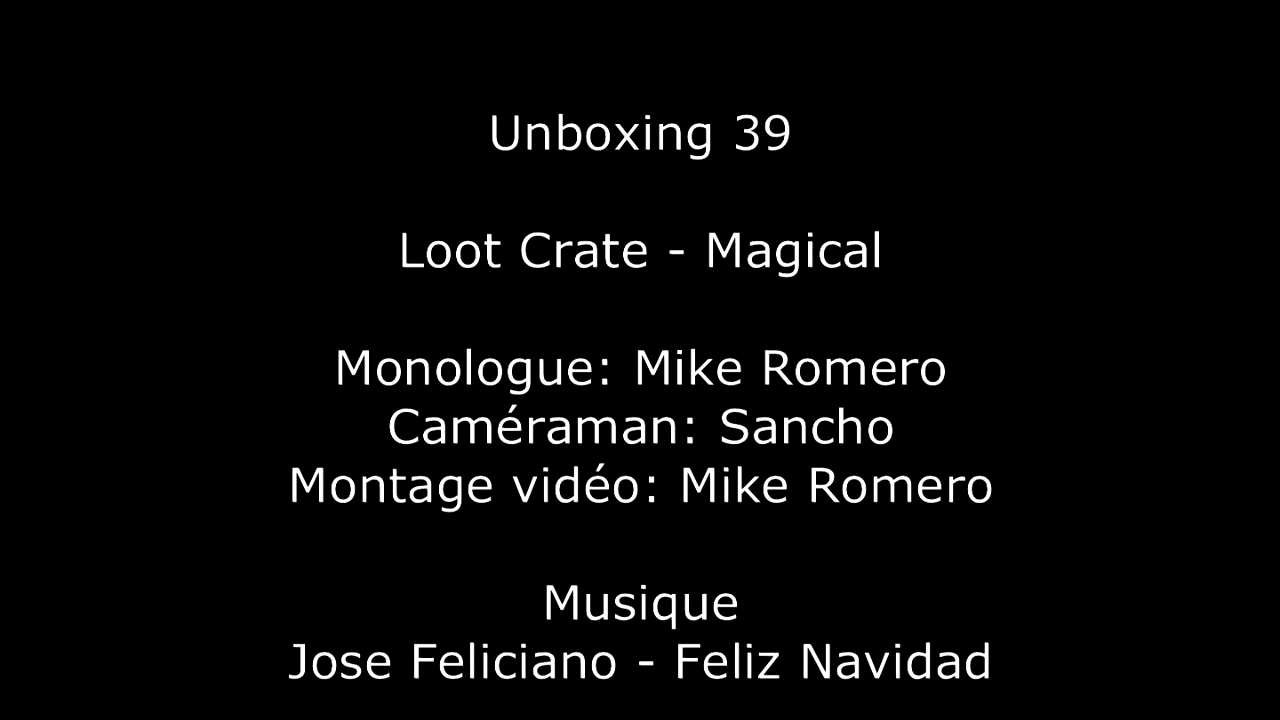 Unboxing 39
Loot Crate - Magical
Monologue: Mike Romero
Caméraman: Sancho
Montage vidéo: Mike Romero
Musique
Jose Feliciano - Feliz Navidad